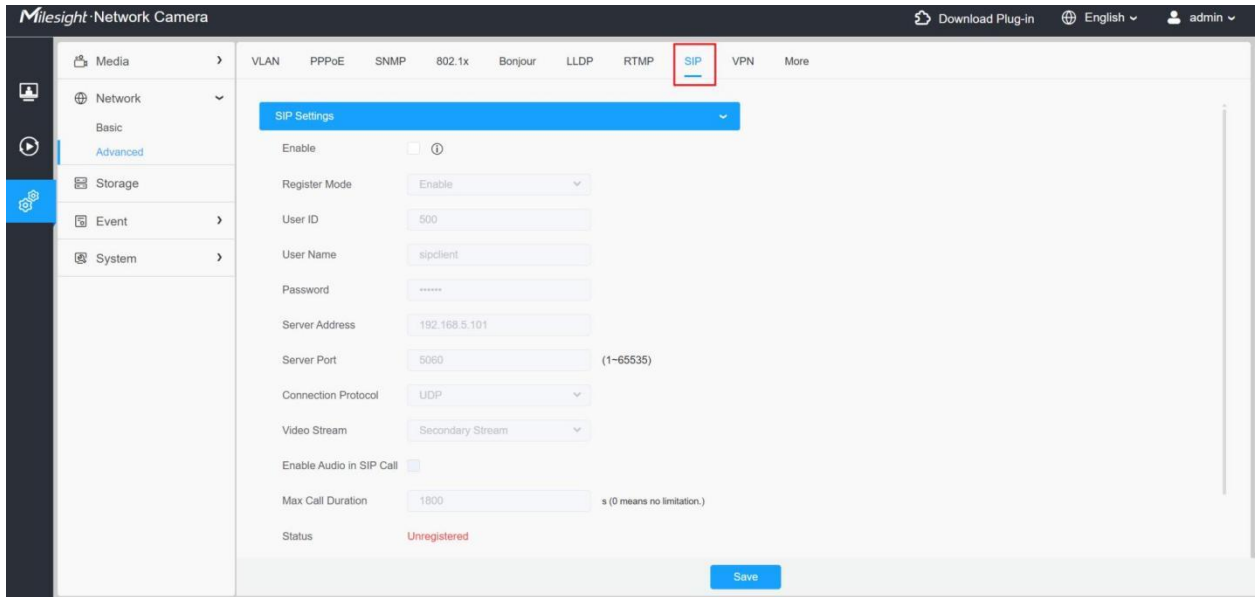 Milesight·Network Camera
Download Plug-in
English
admin
Media
Network
Basic
Advanced
Storage
Event
System
VLAN PPPoE SNMP 802.1x Bonjour LLDP RTMP SIP VPN More
SIP Settings
Enable
Register Mode Enable
User ID 500
User Name sipclient
Password ••••••
Server Address 192.168.5.101
Server Port 5060 (1~65535)
Connection Protocol UDP
Video Stream Secondary Stream
Enable Audio in SIP Call
Max Call Duration 1800 s (0 means no limitation.)
Status Unregistered
Save